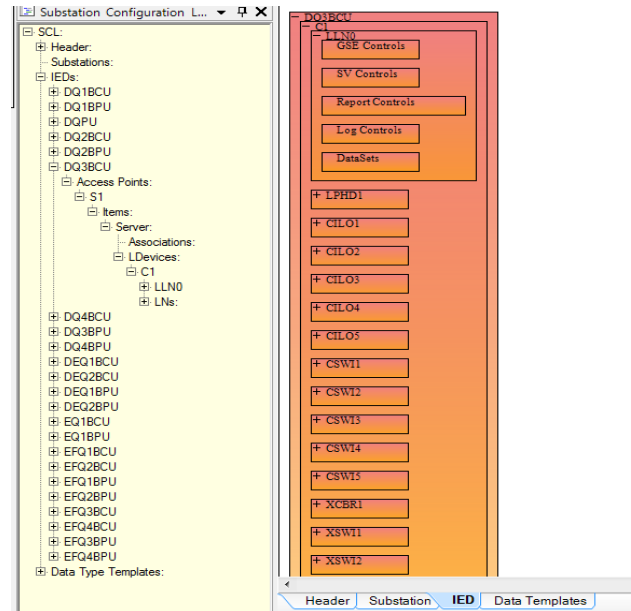 Substation Configuration L...
SCL:
Header:
Substations:
IEDs:
DQ1BCU
DQ1BPU
DQPU
DQ2BCU
DQ2BPU
DQ3BCU
Access Points:
S1
Items:
Server:
Associations:
LDevices:
C1
LLN0
LNs:
DQ4BCU
DQ3BPU
DQ4BPU
DEQ1BCU
DEQ2BCU
DEQ1BPU
DEQ2BPU
EQ1BCU
EQ1BPU
EFQ1BCU
EFQ2BCU
EFQ1BPU
EFQ2BPU
EFQ3BCU
EFQ4BCU
EFQ3BPU
EFQ4BPU
Data Type Templates:
DQ3BCU
C1
LLN0
GSE Controls
SV Controls
Report Controls
Log Controls
DataSets
LPHD1
CILO1
CILO2
CILO3
CILO4
CILO5
CSWI1
CSWI2
CSWI3
CSWI4
CSWI5
XCBR1
XSWI1
XSWI2
Header Substation IED Data Templates